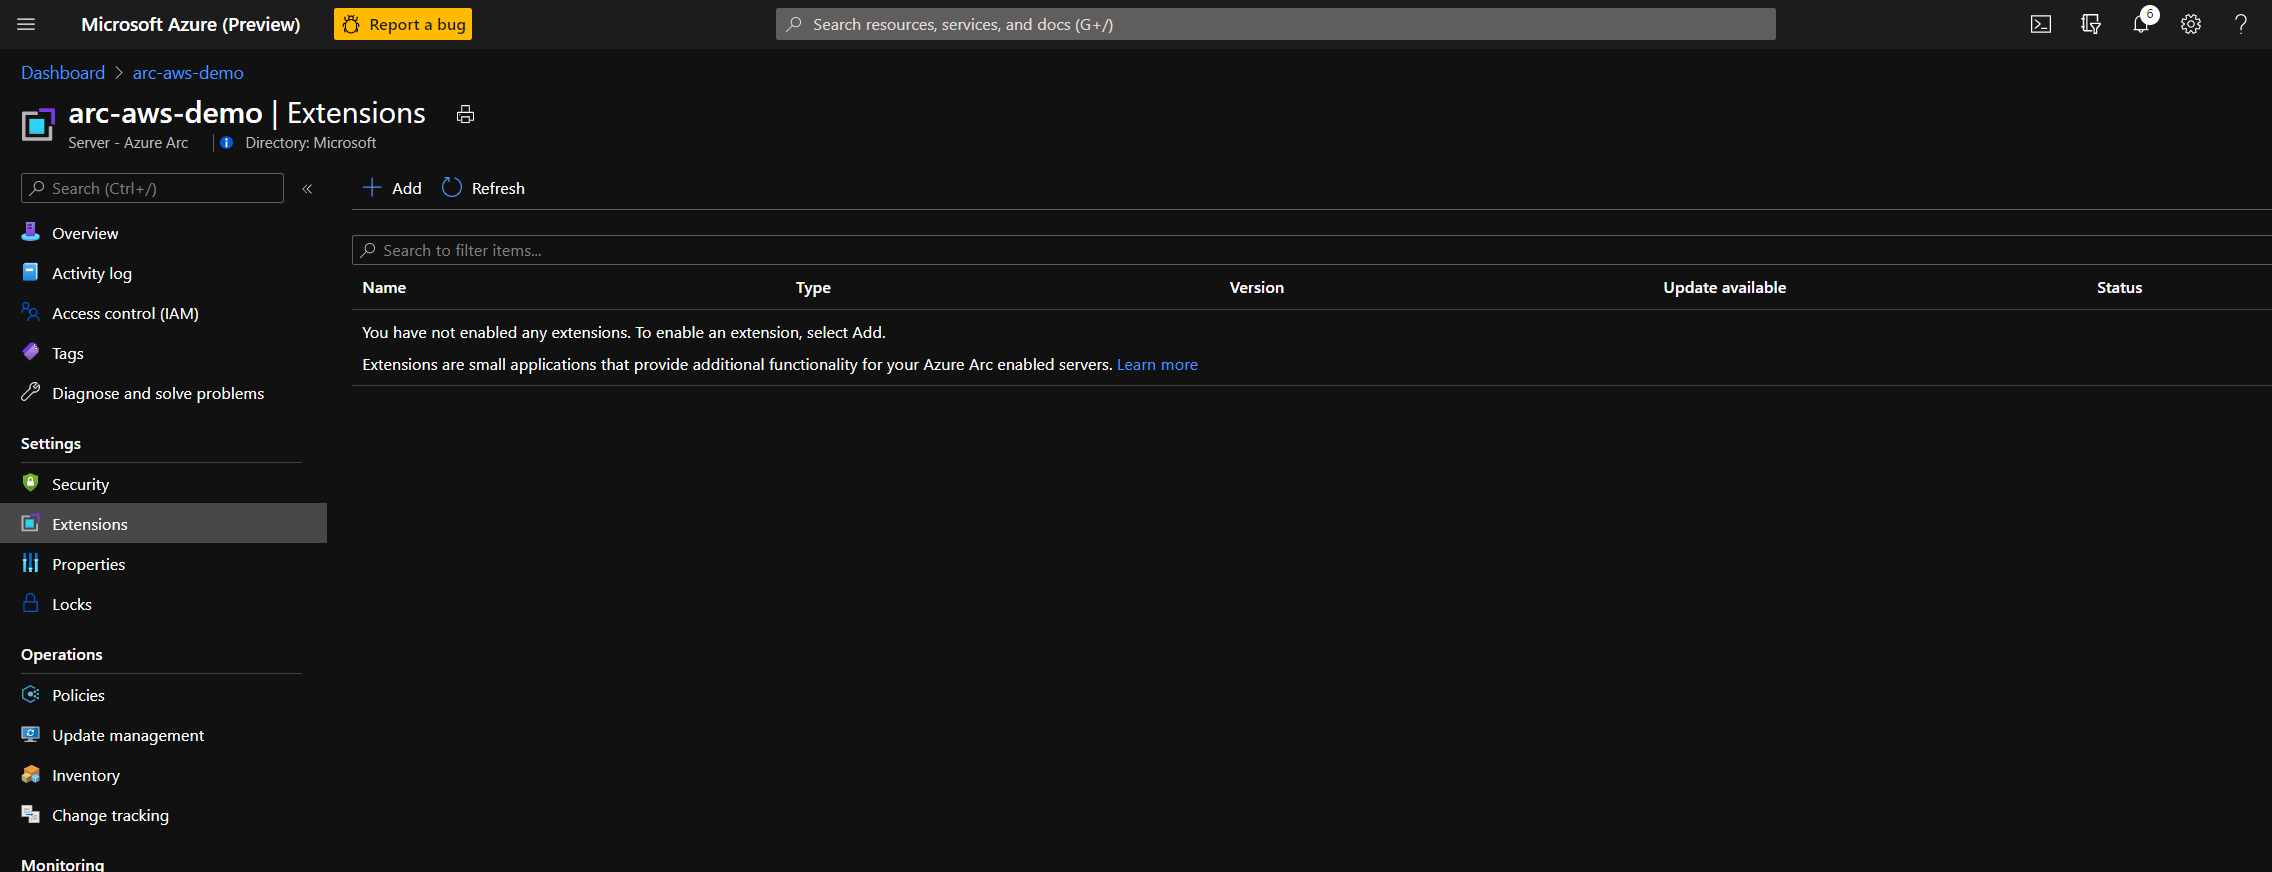 Microsoft Azure (Preview)
Report a bug
Search resources, services, and docs (G+/)
6
Dashboard > arc-aws-demo
arc-aws-demo | Extensions
Server - Azure Arc
Directory: Microsoft
Search (Ctrl+/)
«
Add
Refresh
Overview
Activity log
Access control (IAM)
Tags
Diagnose and solve problems
Settings
Security
Extensions
Properties
Locks
Operations
Policies
Update management
Inventory
Change tracking
Monitoring
Search to filter items...
Name Type Version Update available Status
You have not enabled any extensions. To enable an extension, select Add.
Extensions are small applications that provide additional functionality for your Azure Arc enabled servers. Learn more